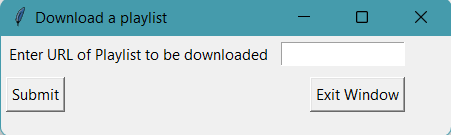 Download a playlist
Enter URL of Playlist to be downloaded
Submit
Exit Window